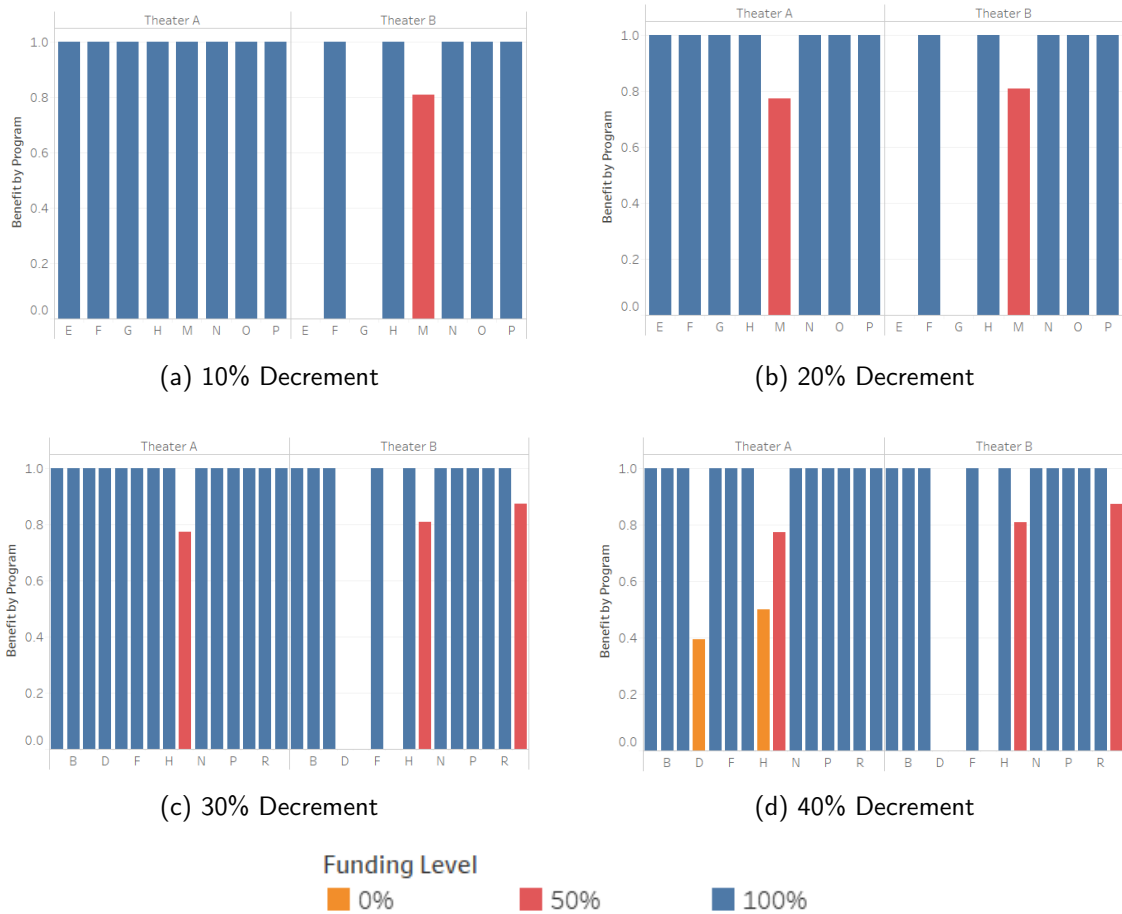 Theater A Theater B
Benefit by Program
1.0
0.8
0.6
0.4
0.2
0.0
E F G H M N O P E F G H M N O P
(a) 10% Decrement
Theater A Theater B
Benefit by Program
1.0
0.8
0.6
0.4
0.2
0.0
E F G H M N O P E F G H M N O P
(b) 20% Decrement
Theater A Theater B
Benefit by Program
1.0
0.8
0.6
0.4
0.2
0.0
B D F H N P R B D F H N P R
(c) 30% Decrement
Theater A Theater B
Benefit by Program
1.0
0.8
0.6
0.4
0.2
0.0
B D F H N P R B D F H N P R
(d) 40% Decrement
Funding Level
0% 50% 100%